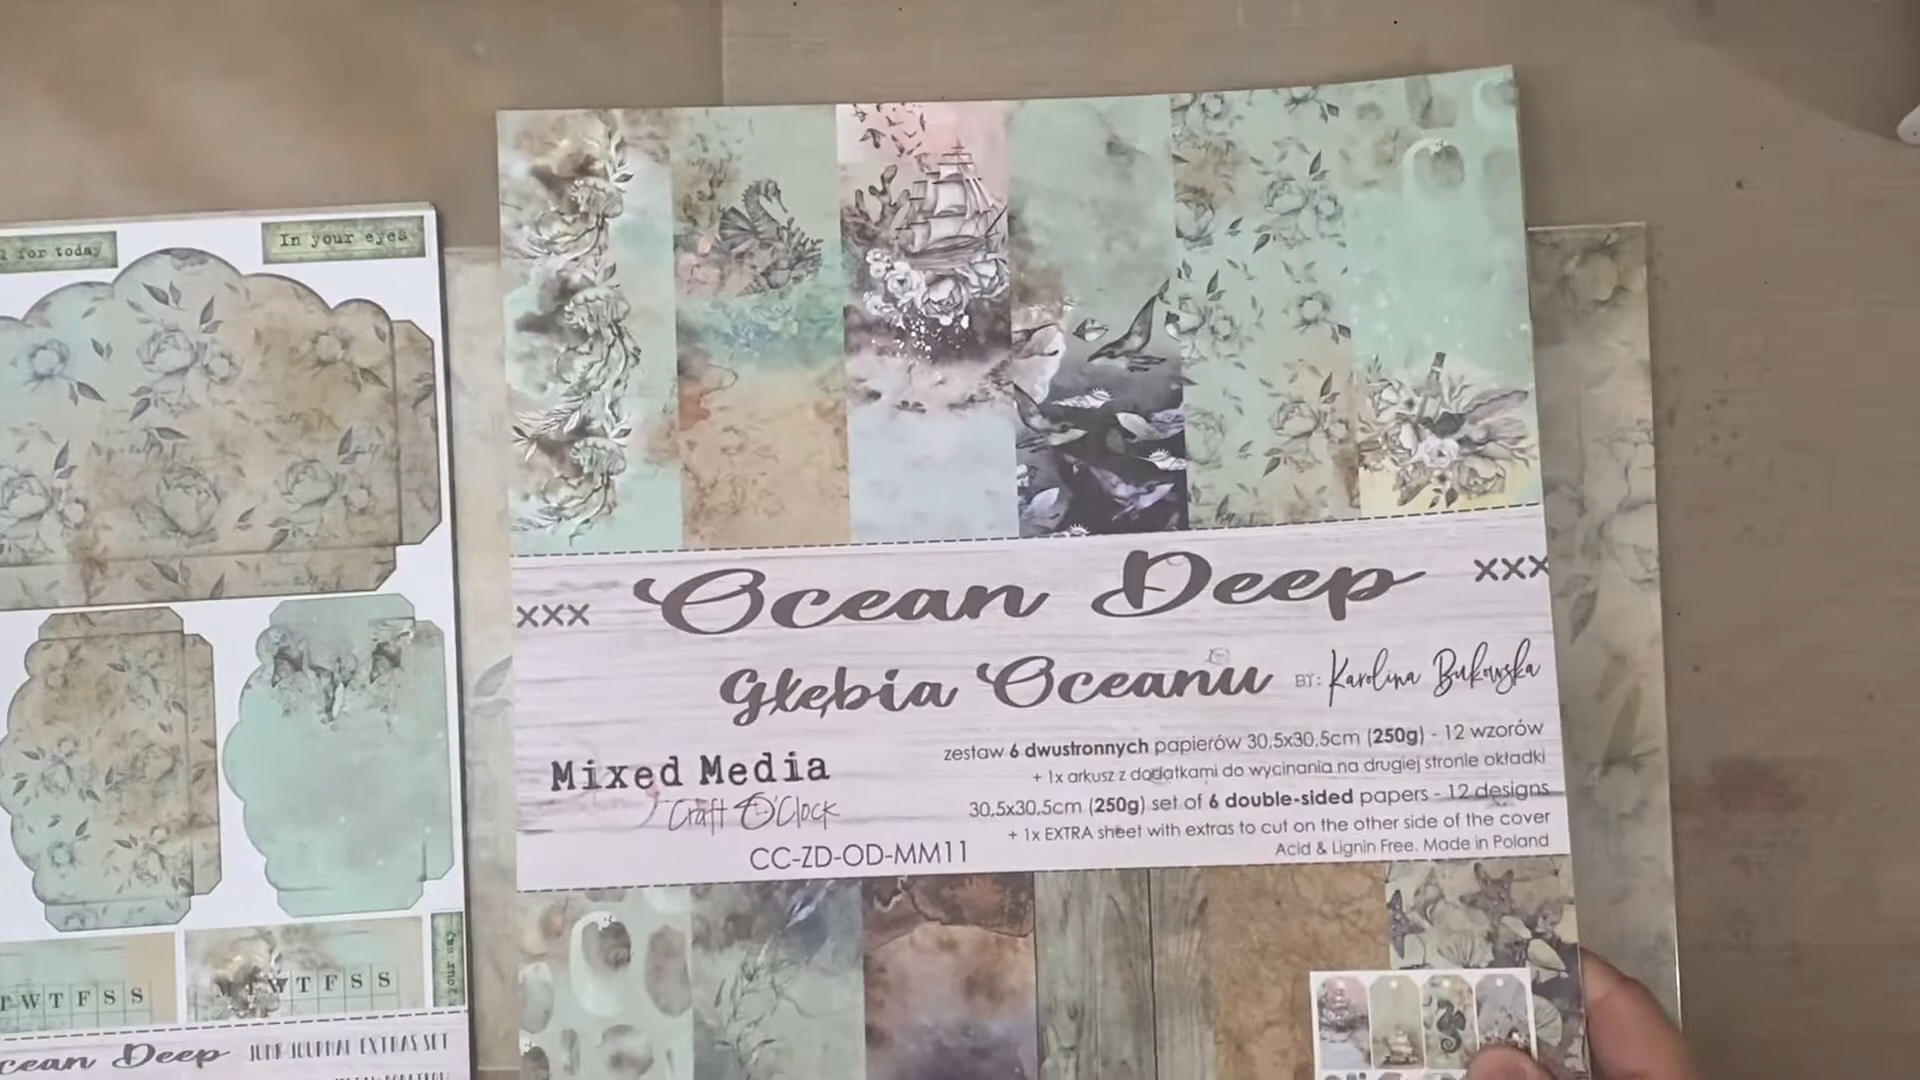 for today
In your eyes
xxx Ocean Deep xxx
Głębia Oceanu BY: Karolina Bukowska
zestaw 6 dwustronnych papierów 30,5x30,5cm (250g) - 12 wzorów
+ 1x arkusz z dodatkami do wycinania na drugiej stronie okładki
Mixed Media
Craft O'Clock
30,5x30,5cm (250g) set of 6 double-sided papers - 12 designs
+ 1x EXTRA sheet with extras to cut on the other side of the cover
Acid & Lignin Free. Made in Poland
CC-ZD-OD-MM11
T W T F S S
M T W T F S S
your way
cean Deep JUNK JOURNAL EXTRAS SET